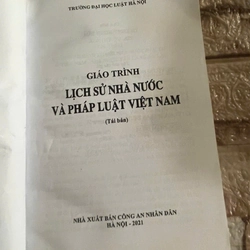 TRƯỜNG ĐẠI HỌC LUẬT HÀ NỘI
GIÁO TRÌNH
LỊCH SỬ NHÀ NƯỚC
VÀ PHÁP LUẬT VIỆT NAM
(Tái bản)
NHÀ XUẤT BẢN CÔNG AN NHÂN DÂN
HÀ NỘI - 2021